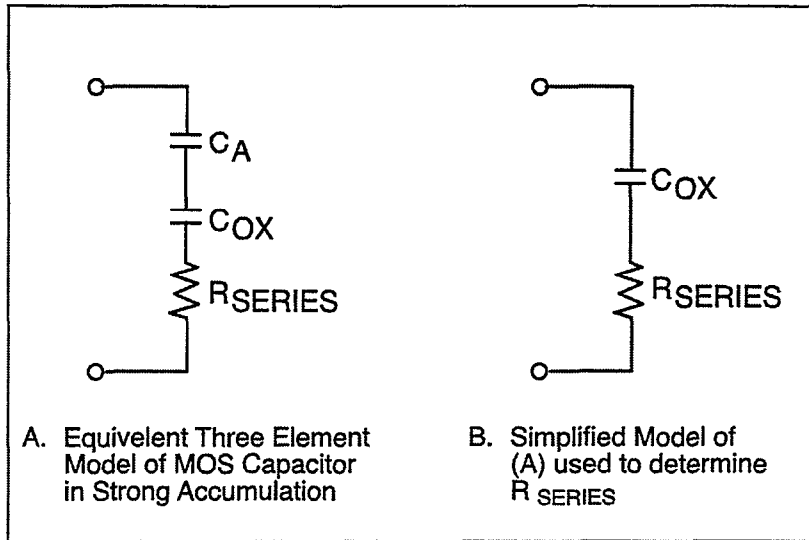 CA
COX
RSERIES
COX
RSERIES
A. Equivelent Three Element
Model of MOS Capacitor
in Strong Accumulation
B. Simplified Model of
(A) used to determine
R SERIES